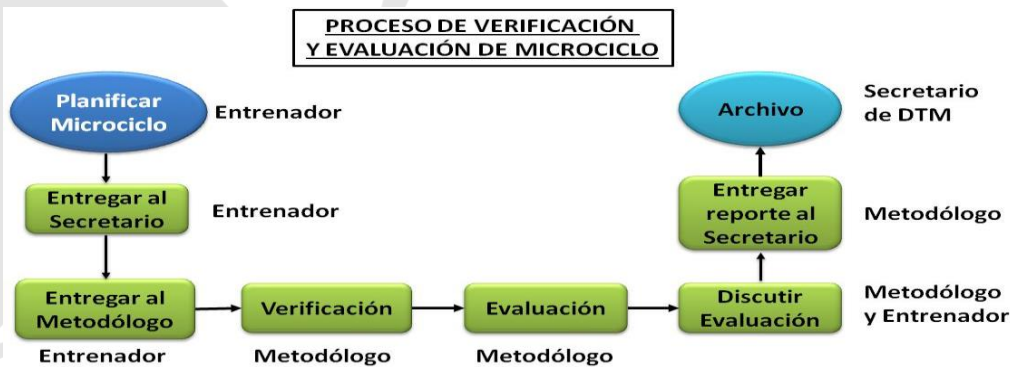 PROCESO DE VERIFICACIÓN
Y EVALUACIÓN DE MICROCICLO
Planificar
Microciclo
Entrenador
Entregar al
Secretario
Entrenador
Entregar al
Metodólogo
Entrenador
Verificación
Metodólogo
Evaluación
Metodólogo
Discutir
Evaluación
Metodólogo
y Entrenador
Entregar
reporte al
Secretario
Metodólogo
Archivo
Secretario
de DTM